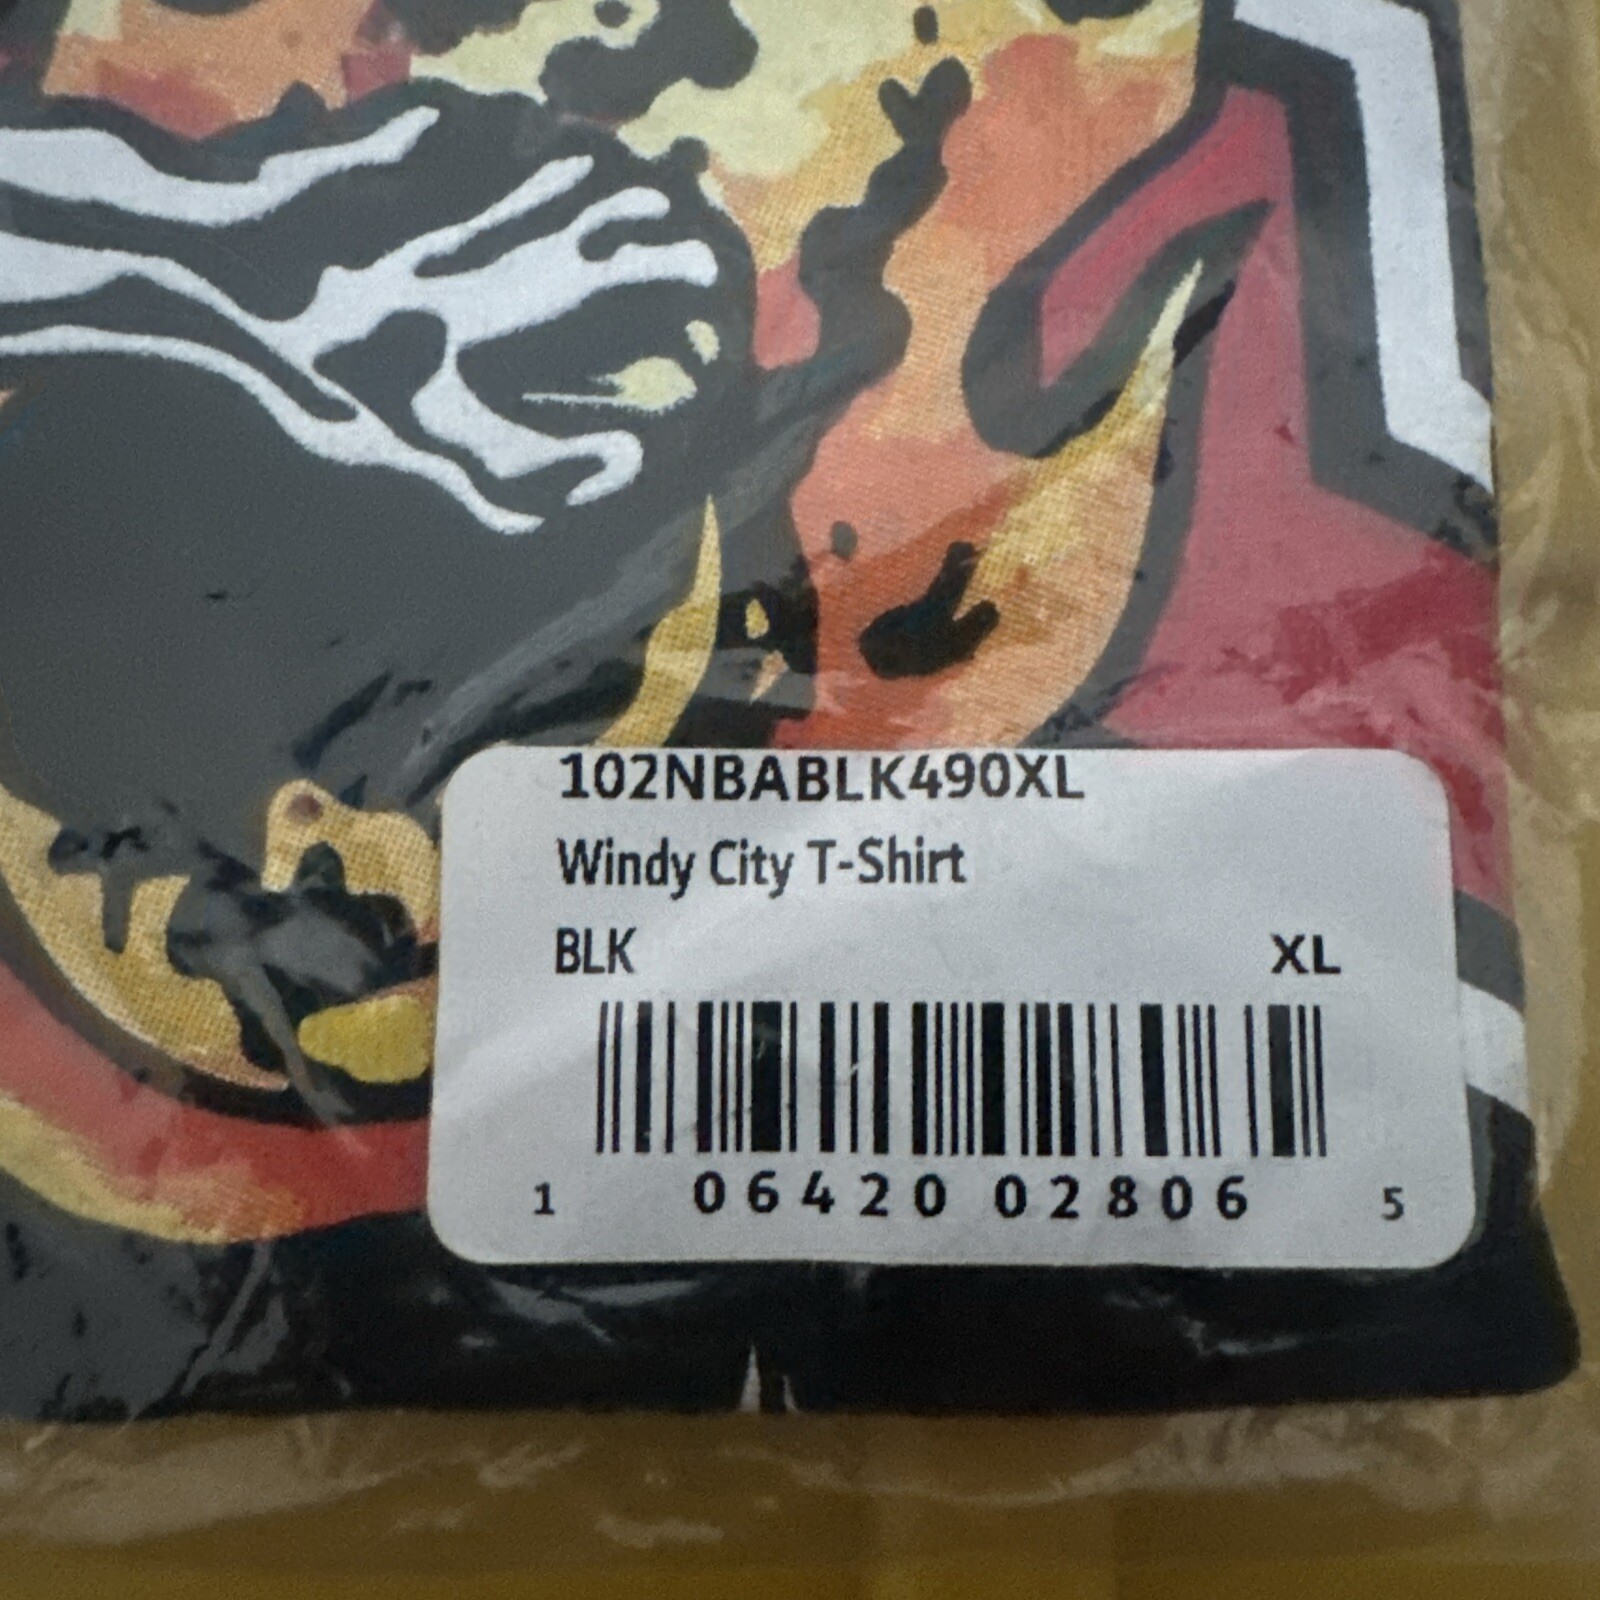 102NBABLK490XL
Windy City T-Shirt
BLK XL
1 06420 02806 5